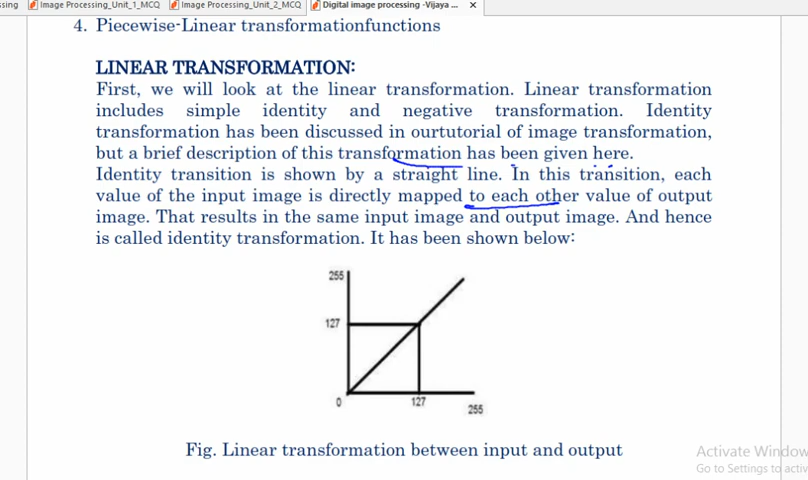 ssing
Image Processing_Unit_1_MCQ
Image Processing_Unit_2_MCQ
Digital image processing -Vijaya ...
4. Piecewise-Linear transformationfunctions
LINEAR TRANSFORMATION:
First, we will look at the linear transformation. Linear transformation
includes simple identity and negative transformation. Identity
transformation has been discussed in ourtutorial of image transformation,
but a brief description of this transformation has been given here.
Identity transition is shown by a straight line. In this transition, each
value of the input image is directly mapped to each other value of output
image. That results in the same input image and output image. And hence
is called identity transformation. It has been shown below:
255
127
0
127
255
Fig. Linear transformation between input and output
Activate Window
Go to Settings to activ